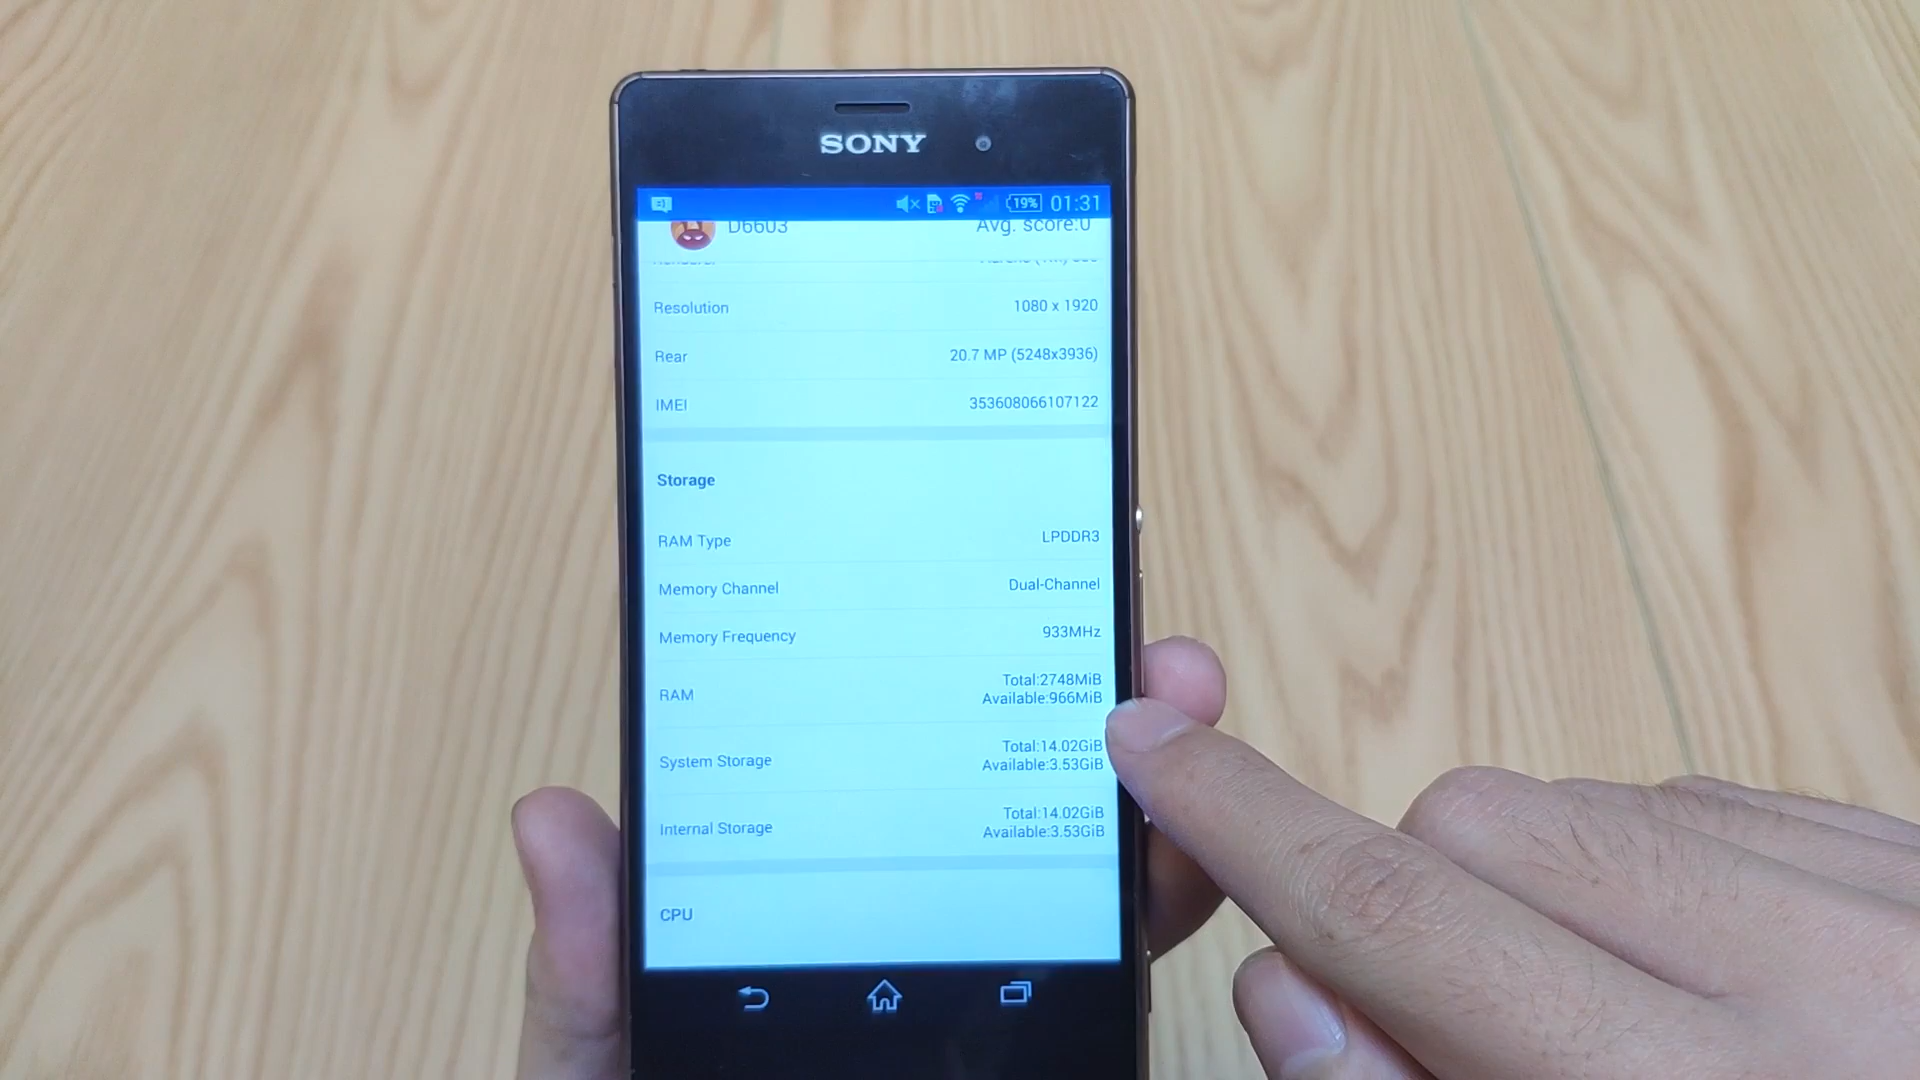 SONY
19% 01:31
D6603 Avg. score:0
Resolution 1080 x 1920
Rear 20.7 MP (5248x3936)
IMEI 353608066107122
Storage
RAM Type LPDDR3
Memory Channel Dual-Channel
Memory Frequency 933MHz
RAM Total:2748MiB
Available:966MiB
System Storage Total:14.02GiB
Available:3.53GiB
Internal Storage Total:14.02GiB
Available:3.53GiB
CPU